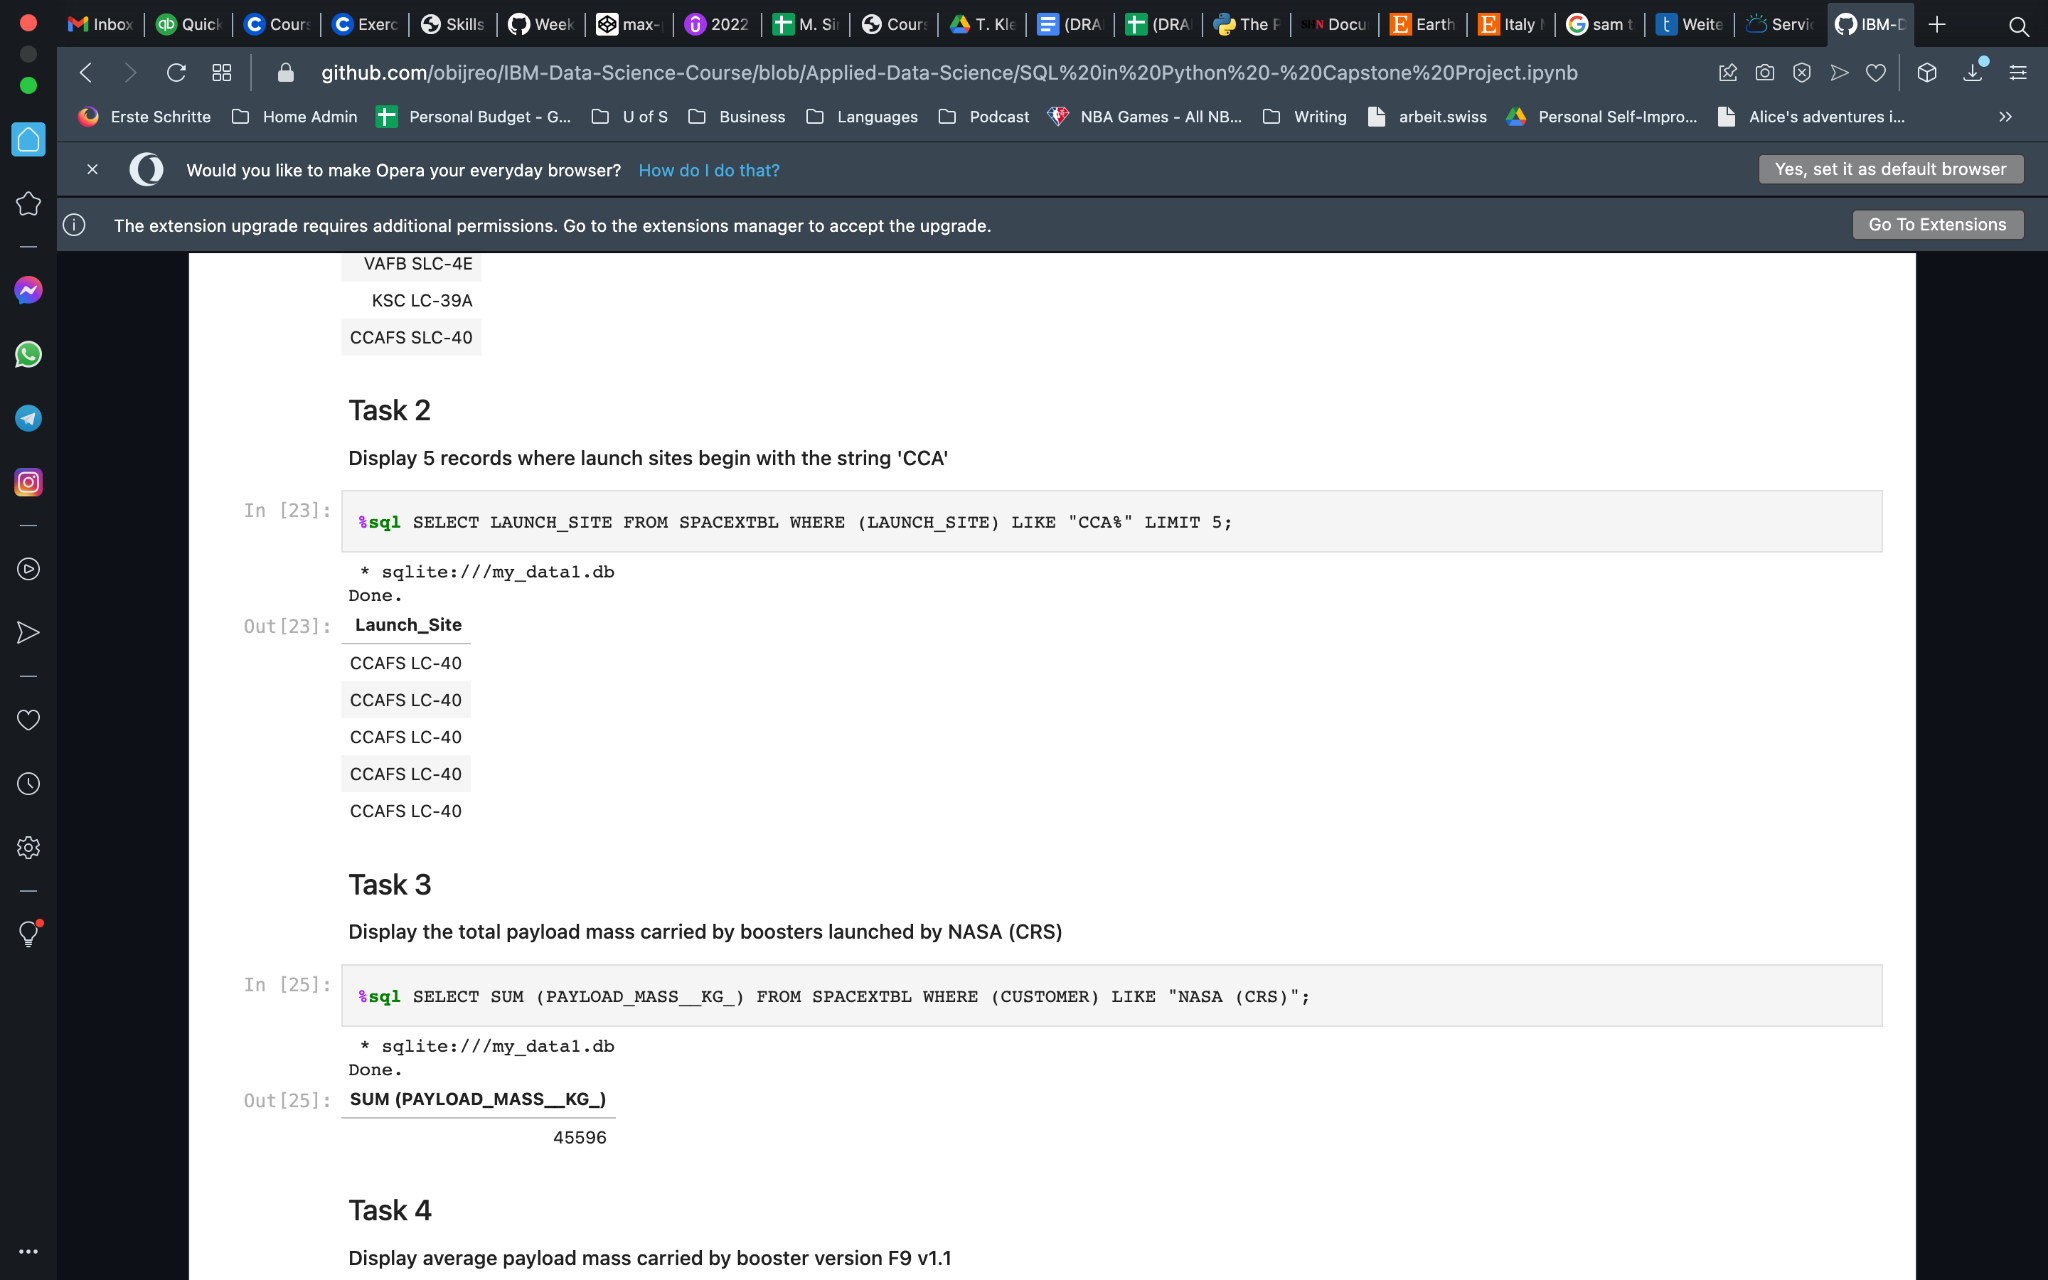 Inbox
Quick
Cour
Exerc
Skills
Week
max-
2022
M. Si
Cour
T. Kle
(DRA
(DRA
The P
SHN Docu
Earth
Italy
sam t
Weite
Servi
IBM-D
github.com/obijreo/IBM-Data-Science-Course/blob/Applied-Data-Science/SQL%20in%20Python%20-%20Capstone%20Project.ipynb
Erste Schritte
Home Admin
Personal Budget - G...
U of S
Business
Languages
Podcast
NBA Games - All NB...
Writing
arbeit.swiss
Personal Self-Impro...
Alice's adventures i...
Would you like to make Opera your everyday browser? How do I do that?
Yes, set it as default browser
The extension upgrade requires additional permissions. Go to the extensions manager to accept the upgrade.
Go To Extensions
VAFB SLC-4E
KSC LC-39A
CCAFS SLC-40
Task 2
Display 5 records where launch sites begin with the string 'CCA'
In [23]: %sql SELECT LAUNCH_SITE FROM SPACEXTBL WHERE (LAUNCH_SITE) LIKE "CCA%" LIMIT 5;
* sqlite:///my_data1.db
Done.
Out[23]: Launch_Site
CCAFS LC-40
CCAFS LC-40
CCAFS LC-40
CCAFS LC-40
CCAFS LC-40
Task 3
Display the total payload mass carried by boosters launched by NASA (CRS)
In [25]: %sql SELECT SUM (PAYLOAD_MASS__KG_) FROM SPACEXTBL WHERE (CUSTOMER) LIKE "NASA (CRS)";
* sqlite:///my_data1.db
Done.
Out[25]: SUM (PAYLOAD_MASS__KG_)
45596
Task 4
Display average payload mass carried by booster version F9 v1.1